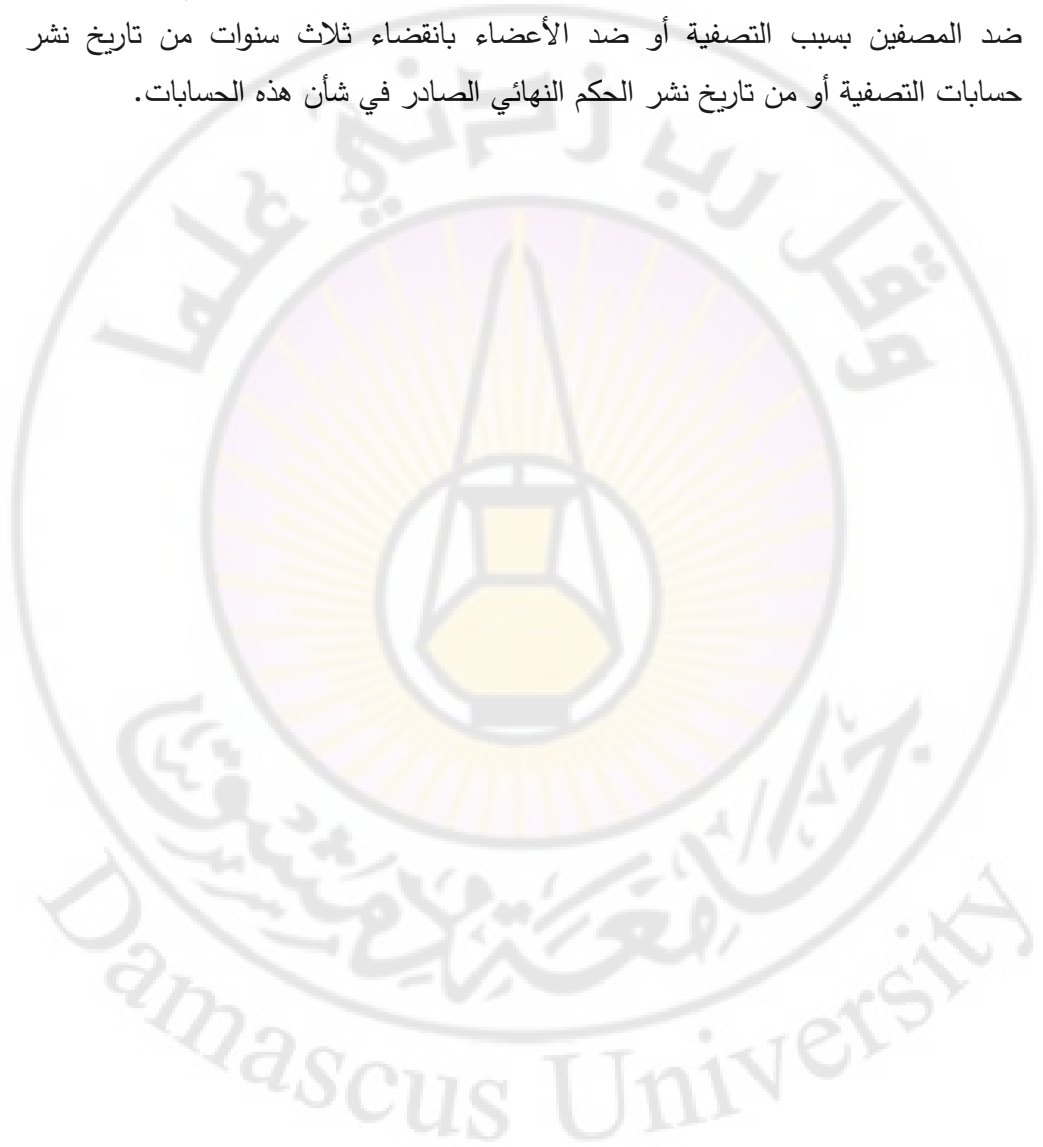 ضد المصفين بسبب التصفية أو ضد الأعضاء بانقضاء ثلاث سنوات من تاريخ نشر
حسابات التصفية أو من تاريخ نشر الحكم النهائي الصادر في شأن هذه الحسابات.
وقل رب زدني علما
جامعة دمشق
Damascus University